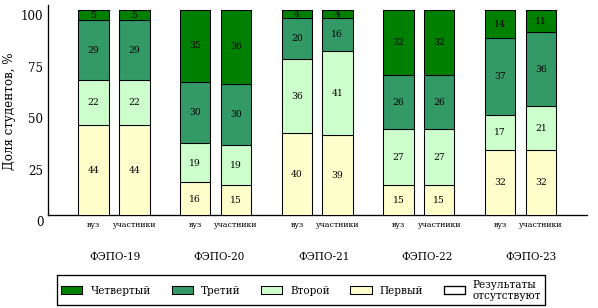 Доля студентов, %
100
75
50
25
0
5 5 35 36 4 4 32 32 14 11
29 29 30 30 20 16 26 26 37 36
22 22 19 19 36 41 27 27 17 21
44 44 16 15 40 39 15 15 32 32
вуз участники вуз участники вуз участники вуз участники вуз участники
ФЭПО-19 ФЭПО-20 ФЭПО-21 ФЭПО-22 ФЭПО-23
Четвертый Третий Второй Первый Результаты
отсутствуют